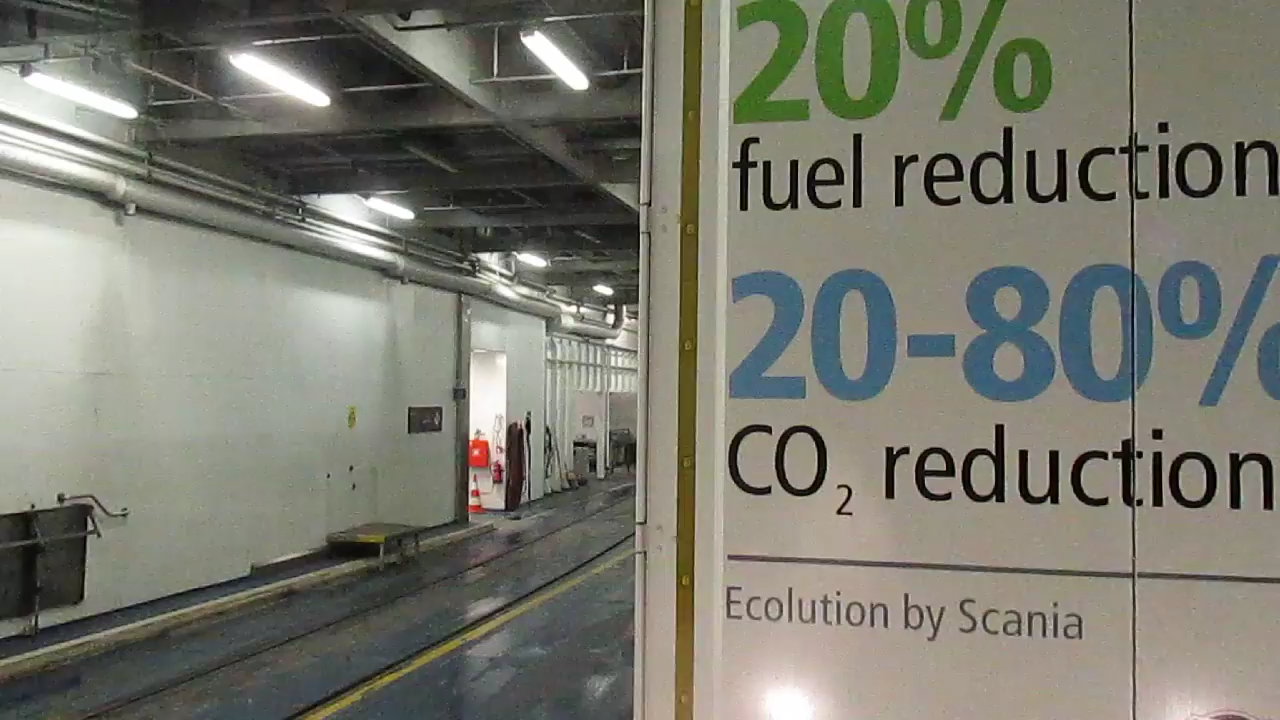 20%
fuel reduction
20-80%
CO₂ reduction
Ecolution by Scania